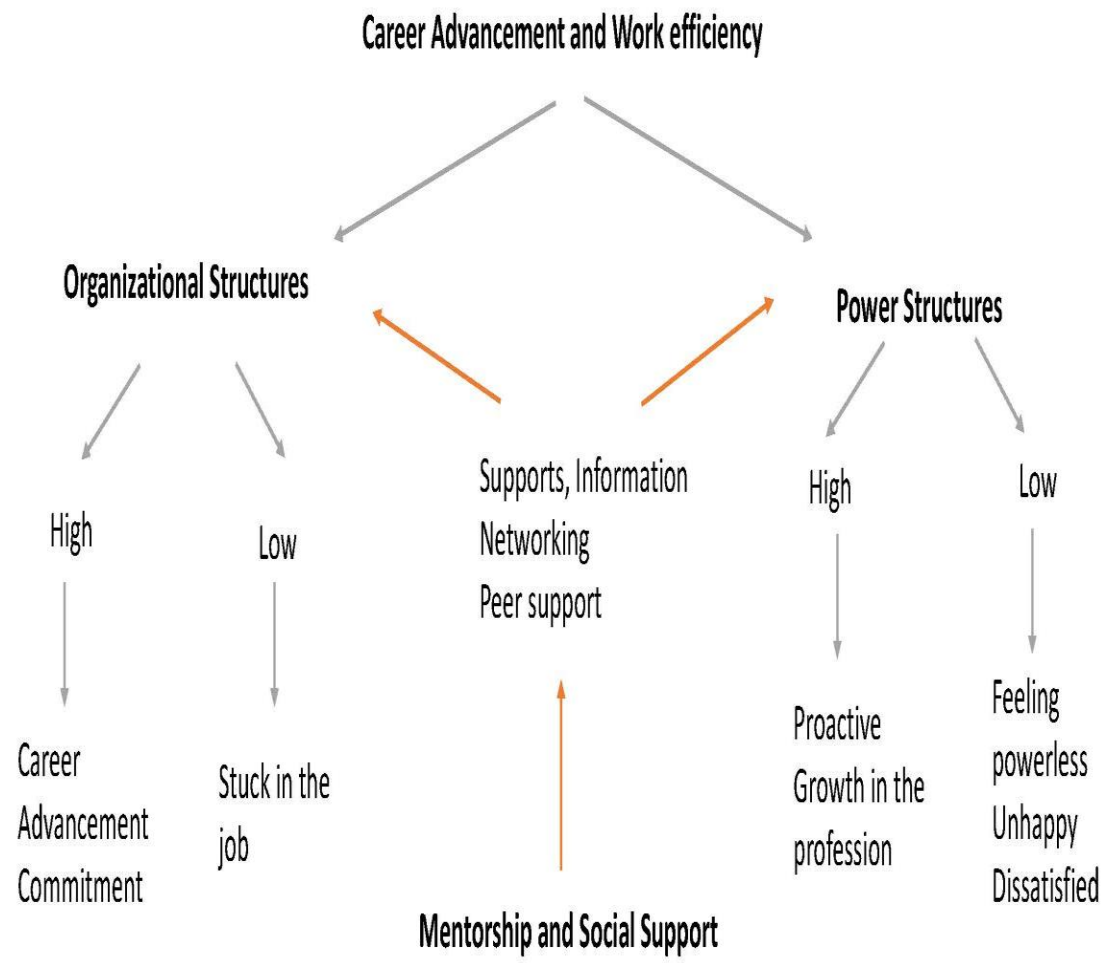 Career Advancement and Work efficiency
Organizational Structures
Power Structures
High
Low
Supports, Information
Networking
Peer support
High
Low
Career
Advancement
Commitment
Stuck in the
job
Proactive
Growth in the
profession
Feeling
powerless
Unhappy
Dissatisfied
Mentorship and Social Support